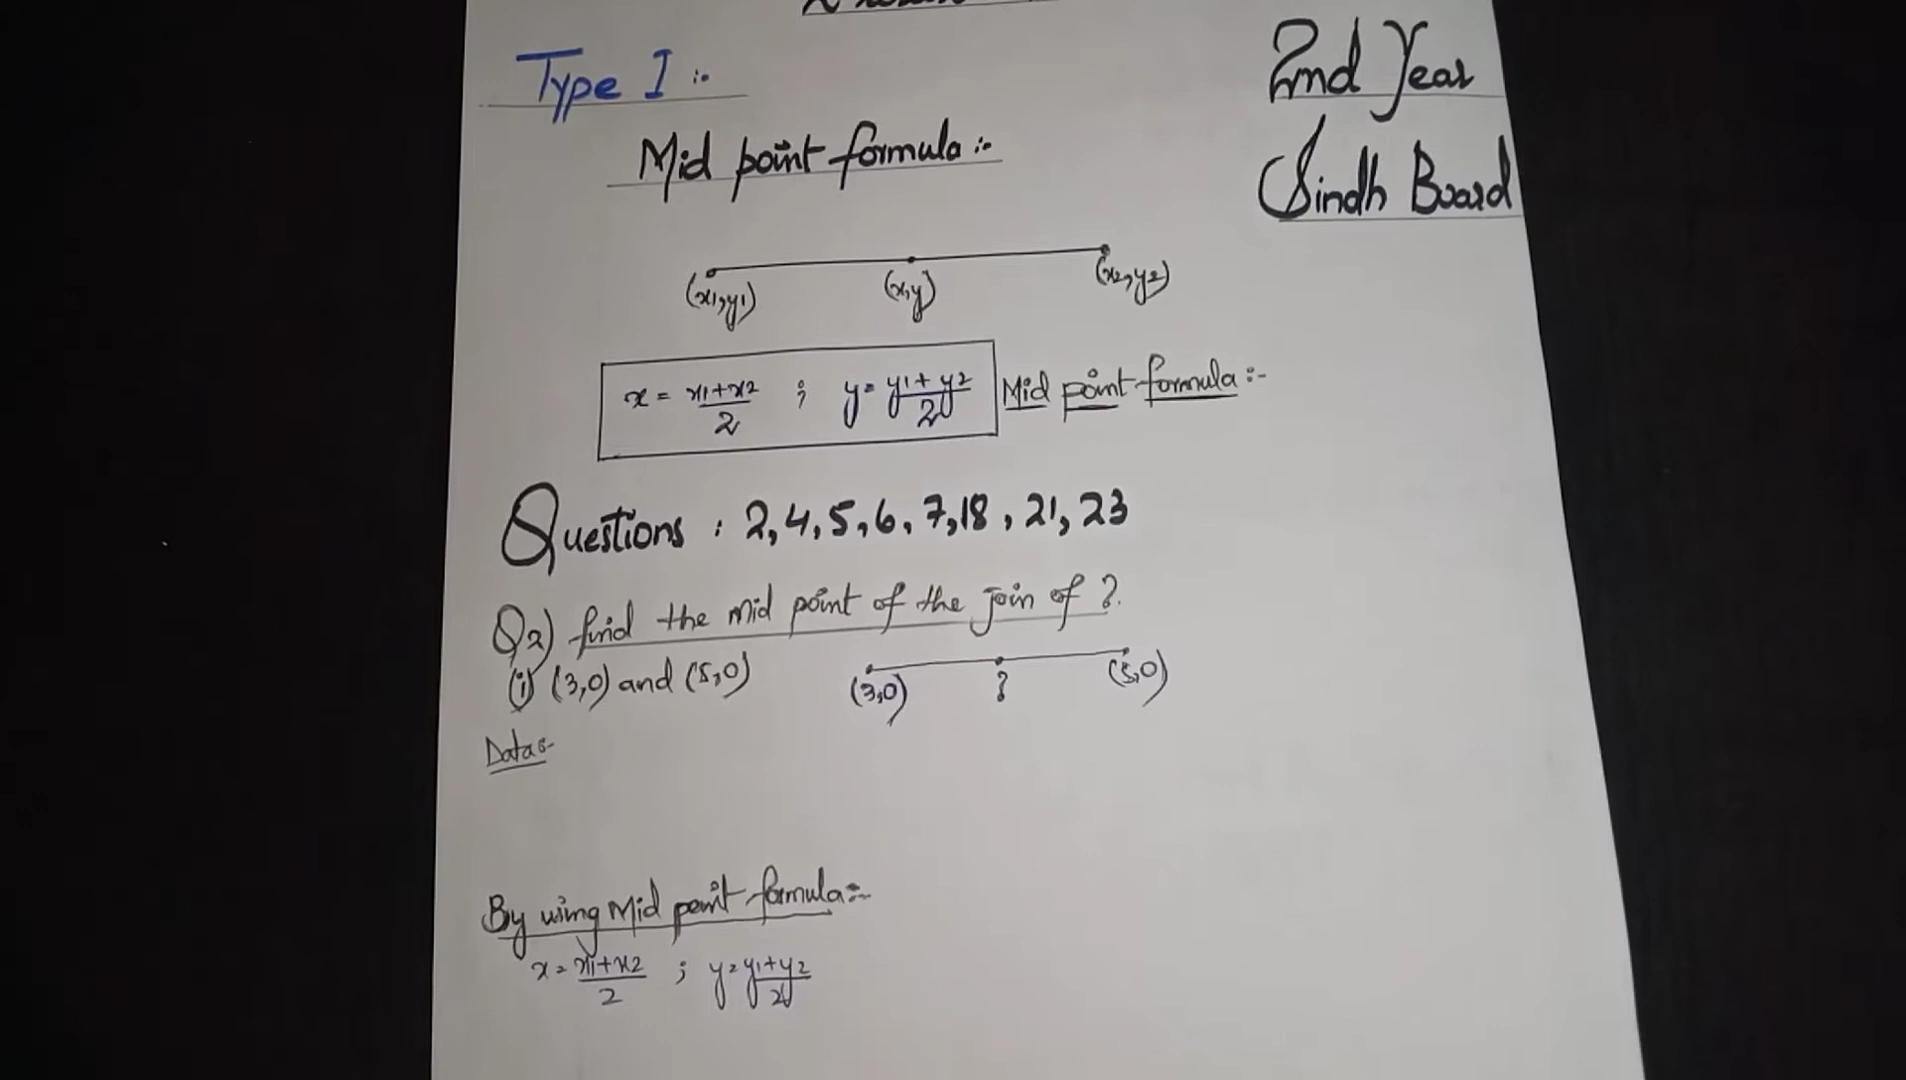 Type I :-
2nd Year
Mid point formula :-
Sindh Board
(x1,y1) (x,y) (x2,y2)
x = x1+x2/2 ; y = y1+y2/2 Mid point formula :-
Questions : 2,4,5,6,7,18,21,23
Q2) find the mid point of the join of ?
(i) (3,0) and (5,0) (3,0) ? (5,0)
Data :-
By using Mid point formula :-
x = x1+x2/2 ; y = y1+y2/2